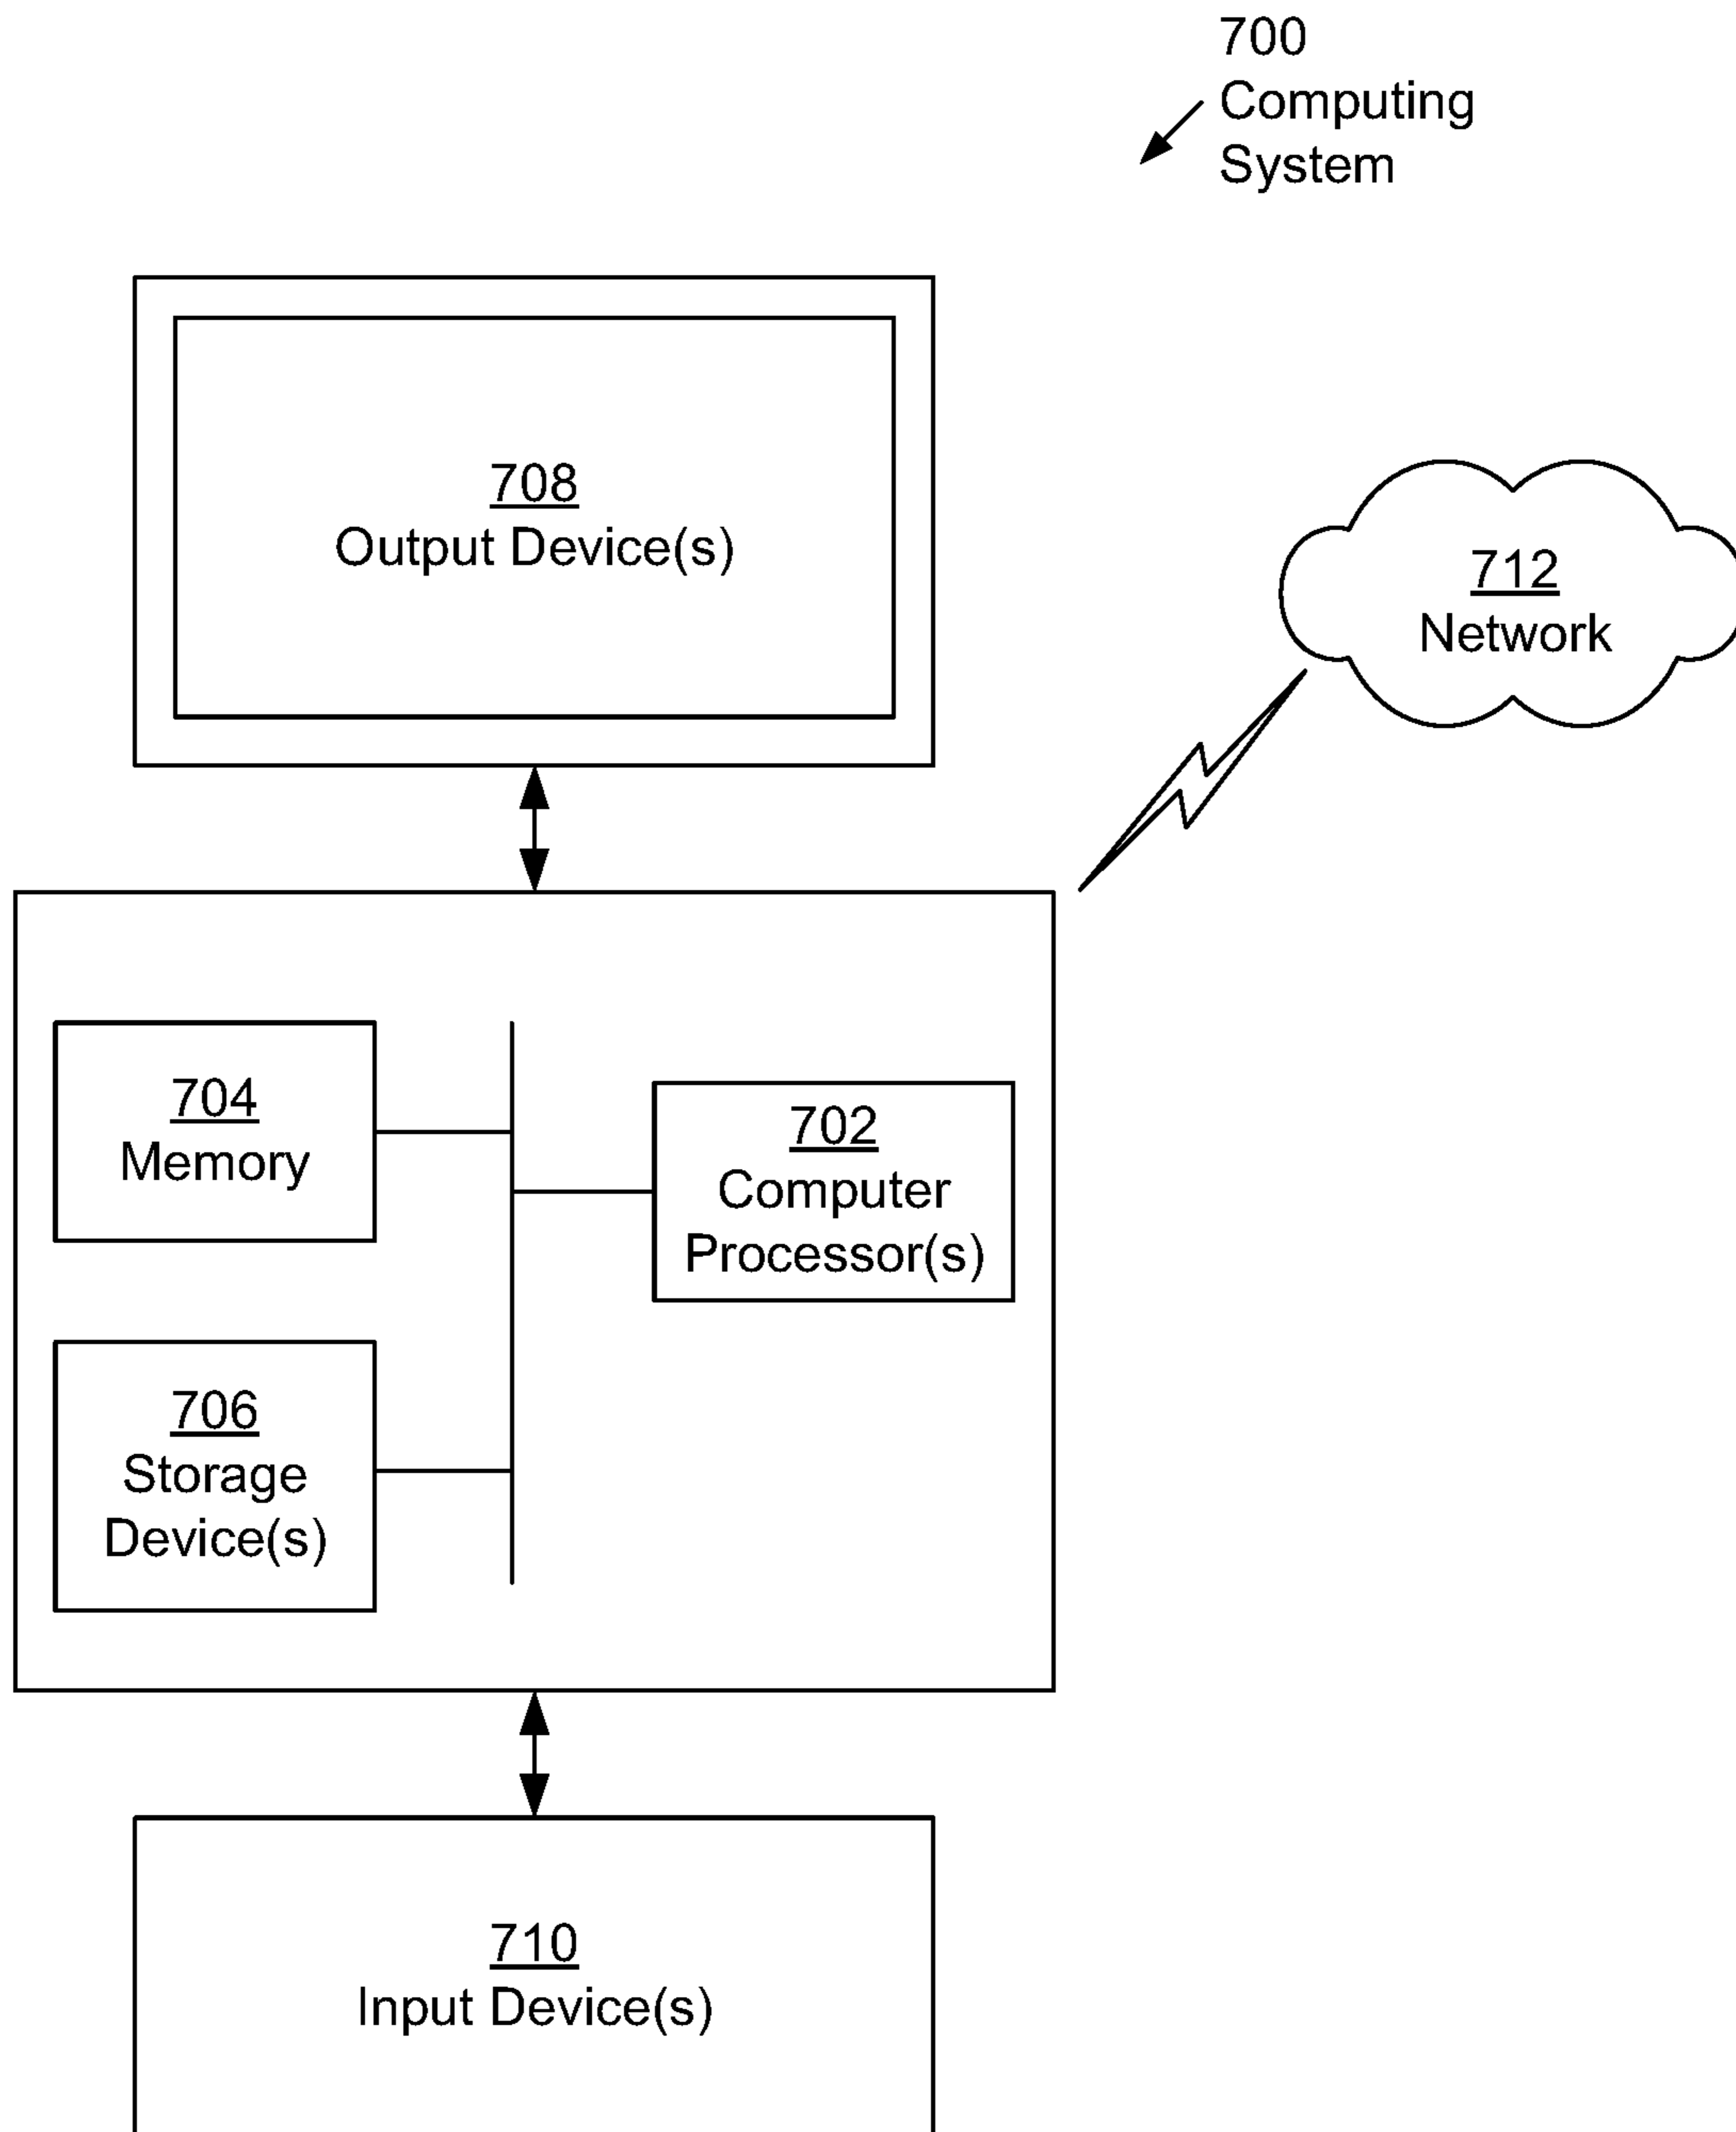 700
Computing
System
708
Output Device(s)
712
Network
704
Memory
702
Computer
Processor(s)
706
Storage
Device(s)
710
Input Device(s)